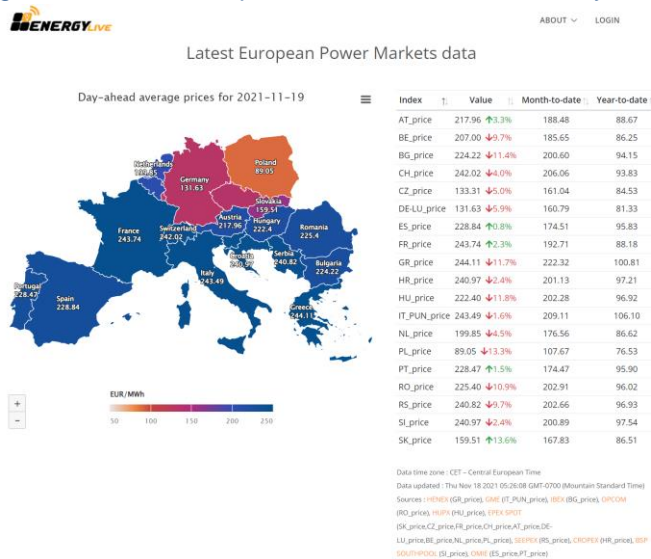 ENERGYLIVE
ABOUT
LOGIN
Latest European Power Markets data
Day-ahead average prices for 2021-11-19
Netherlands
Germany
131.63
Poland
89.05
Slovakia
159.51
France
243.74
Switzerland
242.02
Austria
217.96
Hungary
222.4
Romania
225.4
Croatia
Serbia
240.82
Bulgaria
224.22
Italy
243.49
Portugal
228.47
Spain
228.84
Greece
244.11
+
-
EUR/MWh
50 100 150 200 250
Index Value Month-to-date Year-to-date
AT_price 217.96 ↑3.3% 188.48 88.67
BE_price 207.00 ↓9.7% 185.65 86.25
BG_price 224.22 ↓11.4% 200.60 94.15
CH_price 242.02 ↓4.0% 206.06 93.83
CZ_price 133.31 ↓5.0% 161.04 84.53
DE-LU_price 131.63 ↓5.9% 160.79 81.33
ES_price 228.84 ↑0.8% 174.51 95.83
FR_price 243.74 ↑2.3% 192.71 88.18
GR_price 244.11 ↓11.7% 222.32 100.81
HR_price 240.97 ↓2.4% 201.13 97.21
HU_price 222.40 ↓11.8% 202.28 96.92
IT_PUN_price 243.49 ↓1.6% 209.11 106.10
NL_price 199.85 ↓4.5% 176.56 86.62
PL_price 89.05 ↓13.3% 107.67 76.53
PT_price 228.47 ↑1.5% 174.47 95.90
RO_price 225.40 ↓10.9% 202.91 96.02
RS_price 240.82 ↓9.7% 202.66 96.93
SI_price 240.97 ↓2.4% 200.89 97.54
SK_price 159.51 ↑13.6% 167.83 86.51
Data time zone : CET – Central European Time
Data updated : Thu Nov 18 2021 05:26:08 GMT-0700 (Mountain Standard Time)
Sources : HENEX (GR_price), GME (IT_PUN_price), IBEX (BG_price), OPCOM
(RO_price), HUPX (HU_price), EPEX SPOT
(SK_price,CZ_price,FR_price,CH_price,AT_price,DE-
LU_price,BE_price,NL_price,PL_price), SEEPEX (RS_price), CROPEX (HR_price), BSP
SOUTHPOOL (SI_price), OMIE (ES_price,PT_price)